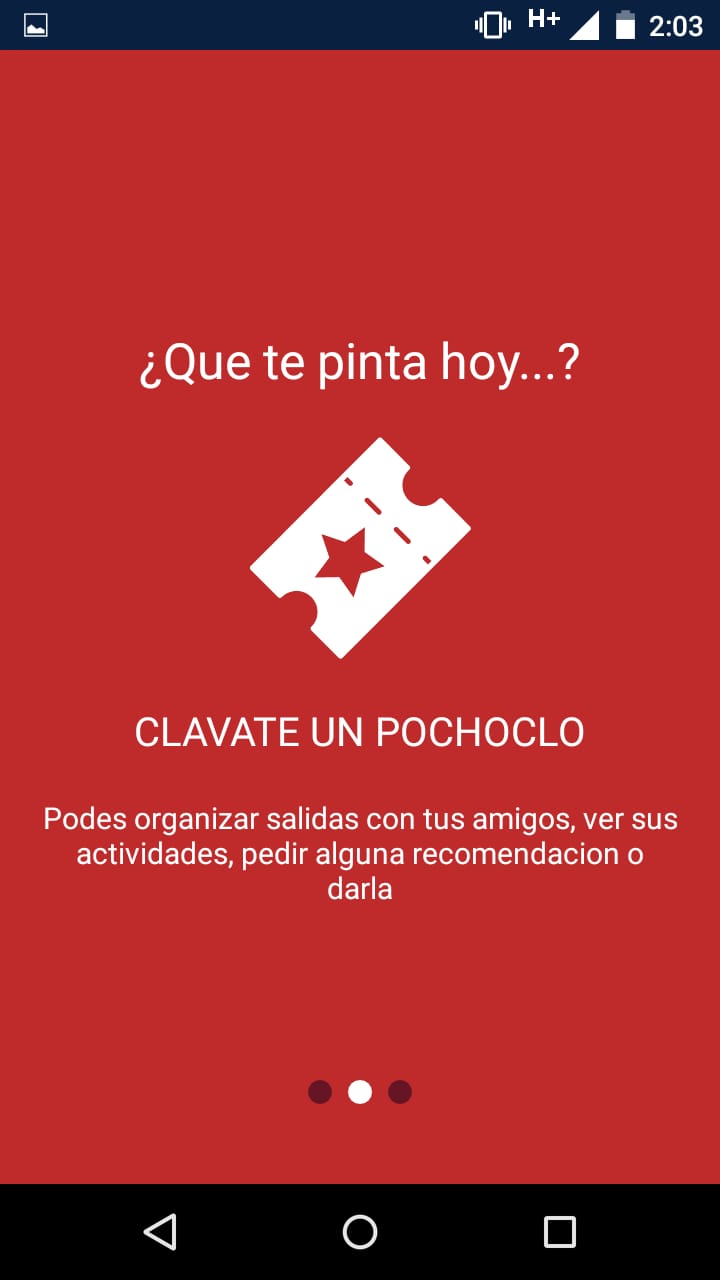 H+ 2:03
¿Que te pinta hoy...?
CLAVATE UN POCHOCLO
Podes organizar salidas con tus amigos, ver sus
actividades, pedir alguna recomendacion o
darla